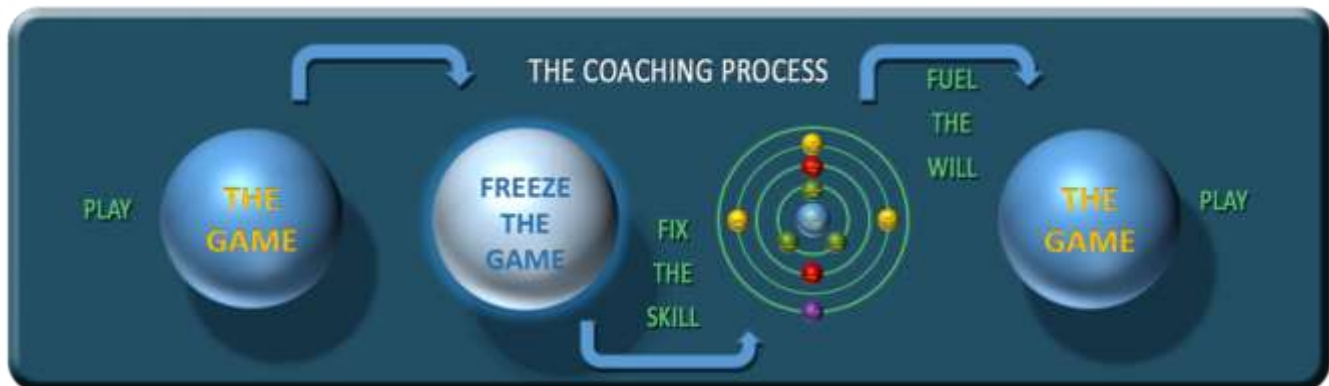 THE COACHING PROCESS
PLAY
THE
GAME
FREEZE
THE
GAME
FIX
THE
SKILL
FUEL
THE
WILL
THE
GAME
PLAY